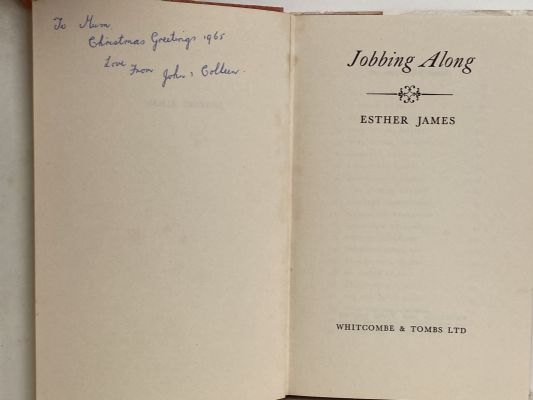 To Mum,
Christmas Greetings 1965
Love
From John & Colleen.
Jobbing Along
ESTHER JAMES
WHITCOMBE & TOMBS LTD